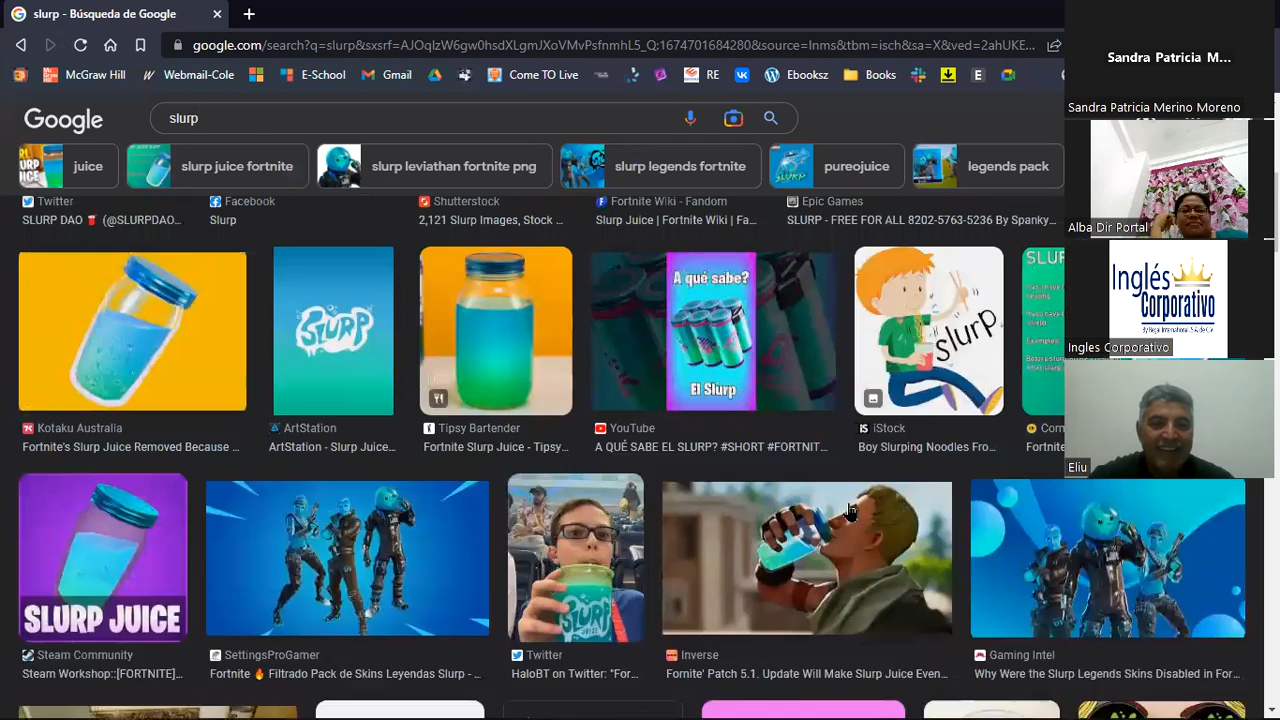 slurp - Búsqueda de Google
google.com/search?q=slurp&sxsrf=AJOqlzW6gw0hsdXLgmJXoVMvPsfnmhL5_Q:1674701684280&source=lnms&tbm=isch&sa=X&ved=2ahUKE...
McGraw Hill
Webmail-Cole
E-School
Gmail
Come TO Live
RE
Ebooksz
Books
Google
slurp
juice
slurp juice fortnite
slurp leviathan fortnite png
slurp legends fortnite
pureojuice
legends pack
Twitter
SLURP DAO 🥤 (@SLURPDAO...
Facebook
Slurp
Shutterstock
2,121 Slurp Images, Stock ...
Fortnite Wiki - Fandom
Slurp Juice | Fortnite Wiki | Fa...
Epic Games
SLURP - FREE FOR ALL 8202-5763-5236 By Spanky...
SLURP
A qué sabe?
El Slurp
slurp
Kotaku Australia
Fortnite's Slurp Juice Removed Because ...
ArtStation
ArtStation - Slurp Juice...
Tipsy Bartender
Fortnite Slurp Juice - Tipsy...
YouTube
A QUÉ SABE EL SLURP? #SHORT #FORTNIT...
iStock
Boy Slurping Noodles Fro...
SLURP JUICE
SLURP
JUICE
Steam Community
Steam Workshop::[FORTNITE]...
SettingsProGamer
Fortnite 🔥 Filtrado Pack de Skins Leyendas Slurp - ...
Twitter
HaloBT on Twitter: "For...
Inverse
Fornite' Patch 5.1. Update Will Make Slurp Juice Even...
Gaming Intel
Why Were the Slurp Legends Skins Disabled in For...
Sandra Patricia M...
Sandra Patricia Merino Moreno
Alba Dir Portal
Inglés
Corporativo
By Regal International, S.A. de C.V.
Ingles Corporativo
Eliu